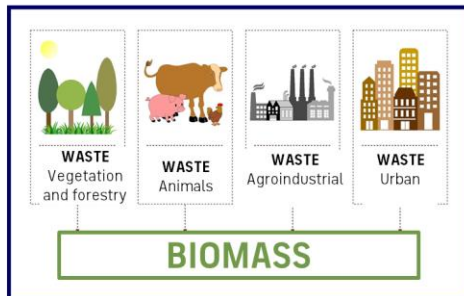 WASTE
Vegetation
and forestry
WASTE
Animals
WASTE
Agroindustrial
WASTE
Urban
BIOMASS